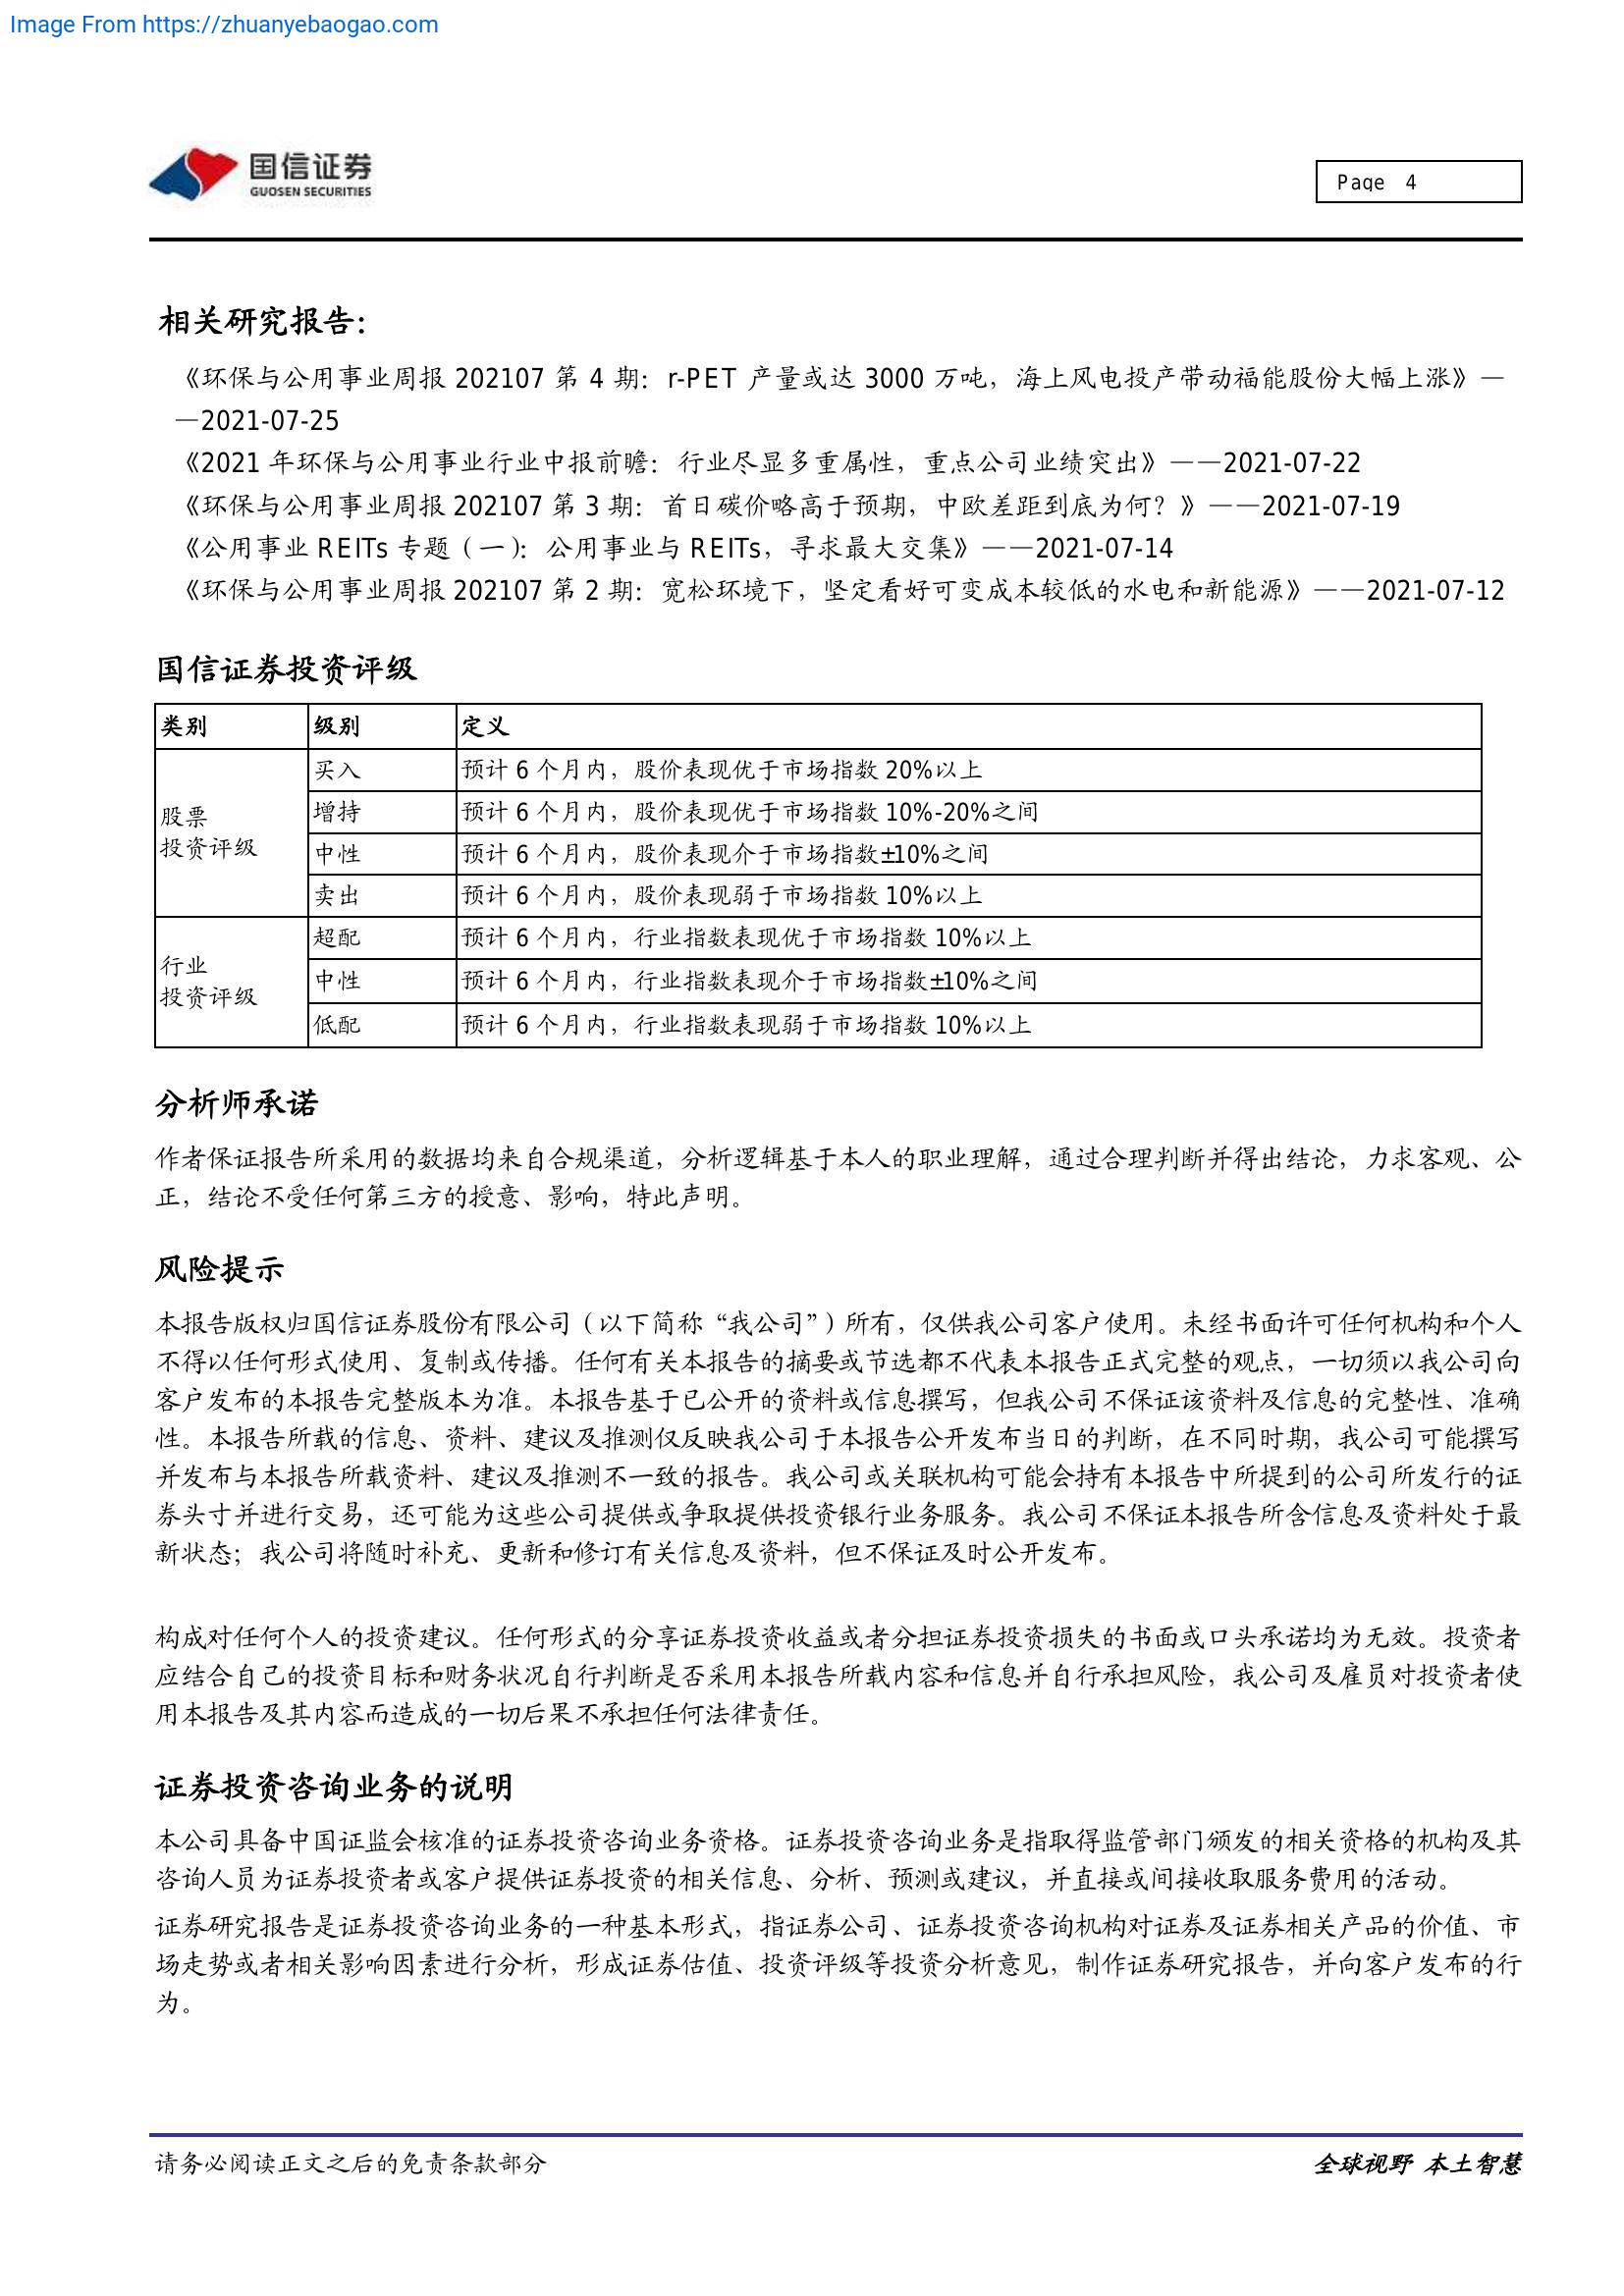 Image From https://zhuanyebaogao.com
国信证券
GUOSEN SECURITIES
Page 4
相关研究报告：
《环保与公用事业周报 202107 第 4 期：r-PET 产量或达 3000 万吨，海上风电投产带动福能股份大幅上涨》—
—2021-07-25
《2021 年环保与公用事业行业中报前瞻：行业尽显多重属性，重点公司业绩突出》——2021-07-22
《环保与公用事业周报 202107 第 3 期：首日碳价略高于预期，中欧差距到底为何？》——2021-07-19
《公用事业 REITs 专题（一）：公用事业与 REITs，寻求最大交集》——2021-07-14
《环保与公用事业周报 202107 第 2 期：宽松环境下，坚定看好可变成本较低的水电和新能源》——2021-07-12
国信证券投资评级
类别 级别 定义
股票
投资评级
买入 预计 6 个月内，股价表现优于市场指数 20%以上
增持 预计 6 个月内，股价表现优于市场指数 10%-20%之间
中性 预计 6 个月内，股价表现介于市场指数±10%之间
卖出 预计 6 个月内，股价表现弱于市场指数 10%以上
行业
投资评级
超配 预计 6 个月内，行业指数表现优于市场指数 10%以上
中性 预计 6 个月内，行业指数表现介于市场指数±10%之间
低配 预计 6 个月内，行业指数表现弱于市场指数 10%以上
分析师承诺
作者保证报告所采用的数据均来自合规渠道，分析逻辑基于本人的职业理解，通过合理判断并得出结论，力求客观、公
正，结论不受任何第三方的授意、影响，特此声明。
风险提示
本报告版权归国信证券股份有限公司（以下简称“我公司”）所有，仅供我公司客户使用。未经书面许可任何机构和个人
不得以任何形式使用、复制或传播。任何有关本报告的摘要或节选都不代表本报告正式完整的观点，一切须以我公司向
客户发布的本报告完整版本为准。本报告基于已公开的资料或信息撰写，但我公司不保证该资料及信息的完整性、准确
性。本报告所载的信息、资料、建议及推测仅反映我公司于本报告公开发布当日的判断，在不同时期，我公司可能撰写
并发布与本报告所载资料、建议及推测不一致的报告。我公司或关联机构可能会持有本报告中所提到的公司所发行的证
券头寸并进行交易，还可能为这些公司提供或争取提供投资银行业务服务。我公司不保证本报告所含信息及资料处于最
新状态；我公司将随时补充、更新和修订有关信息及资料，但不保证及时公开发布。
构成对任何个人的投资建议。任何形式的分享证券投资收益或者分担证券投资损失的书面或口头承诺均为无效。投资者
应结合自己的投资目标和财务状况自行判断是否采用本报告所载内容和信息并自行承担风险，我公司及雇员对投资者使
用本报告及其内容而造成的一切后果不承担任何法律责任。
证券投资咨询业务的说明
本公司具备中国证监会核准的证券投资咨询业务资格。证券投资咨询业务是指取得监管部门颁发的相关资格的机构及其
咨询人员为证券投资者或客户提供证券投资的相关信息、分析、预测或建议，并直接或间接收取服务费用的活动。
证券研究报告是证券投资咨询业务的一种基本形式，指证券公司、证券投资咨询机构对证券及证券相关产品的价值、市
场走势或者相关影响因素进行分析，形成证券估值、投资评级等投资分析意见，制作证券研究报告，并向客户发布的行
为。
请务必阅读正文之后的免责条款部分
全球视野 本土智慧